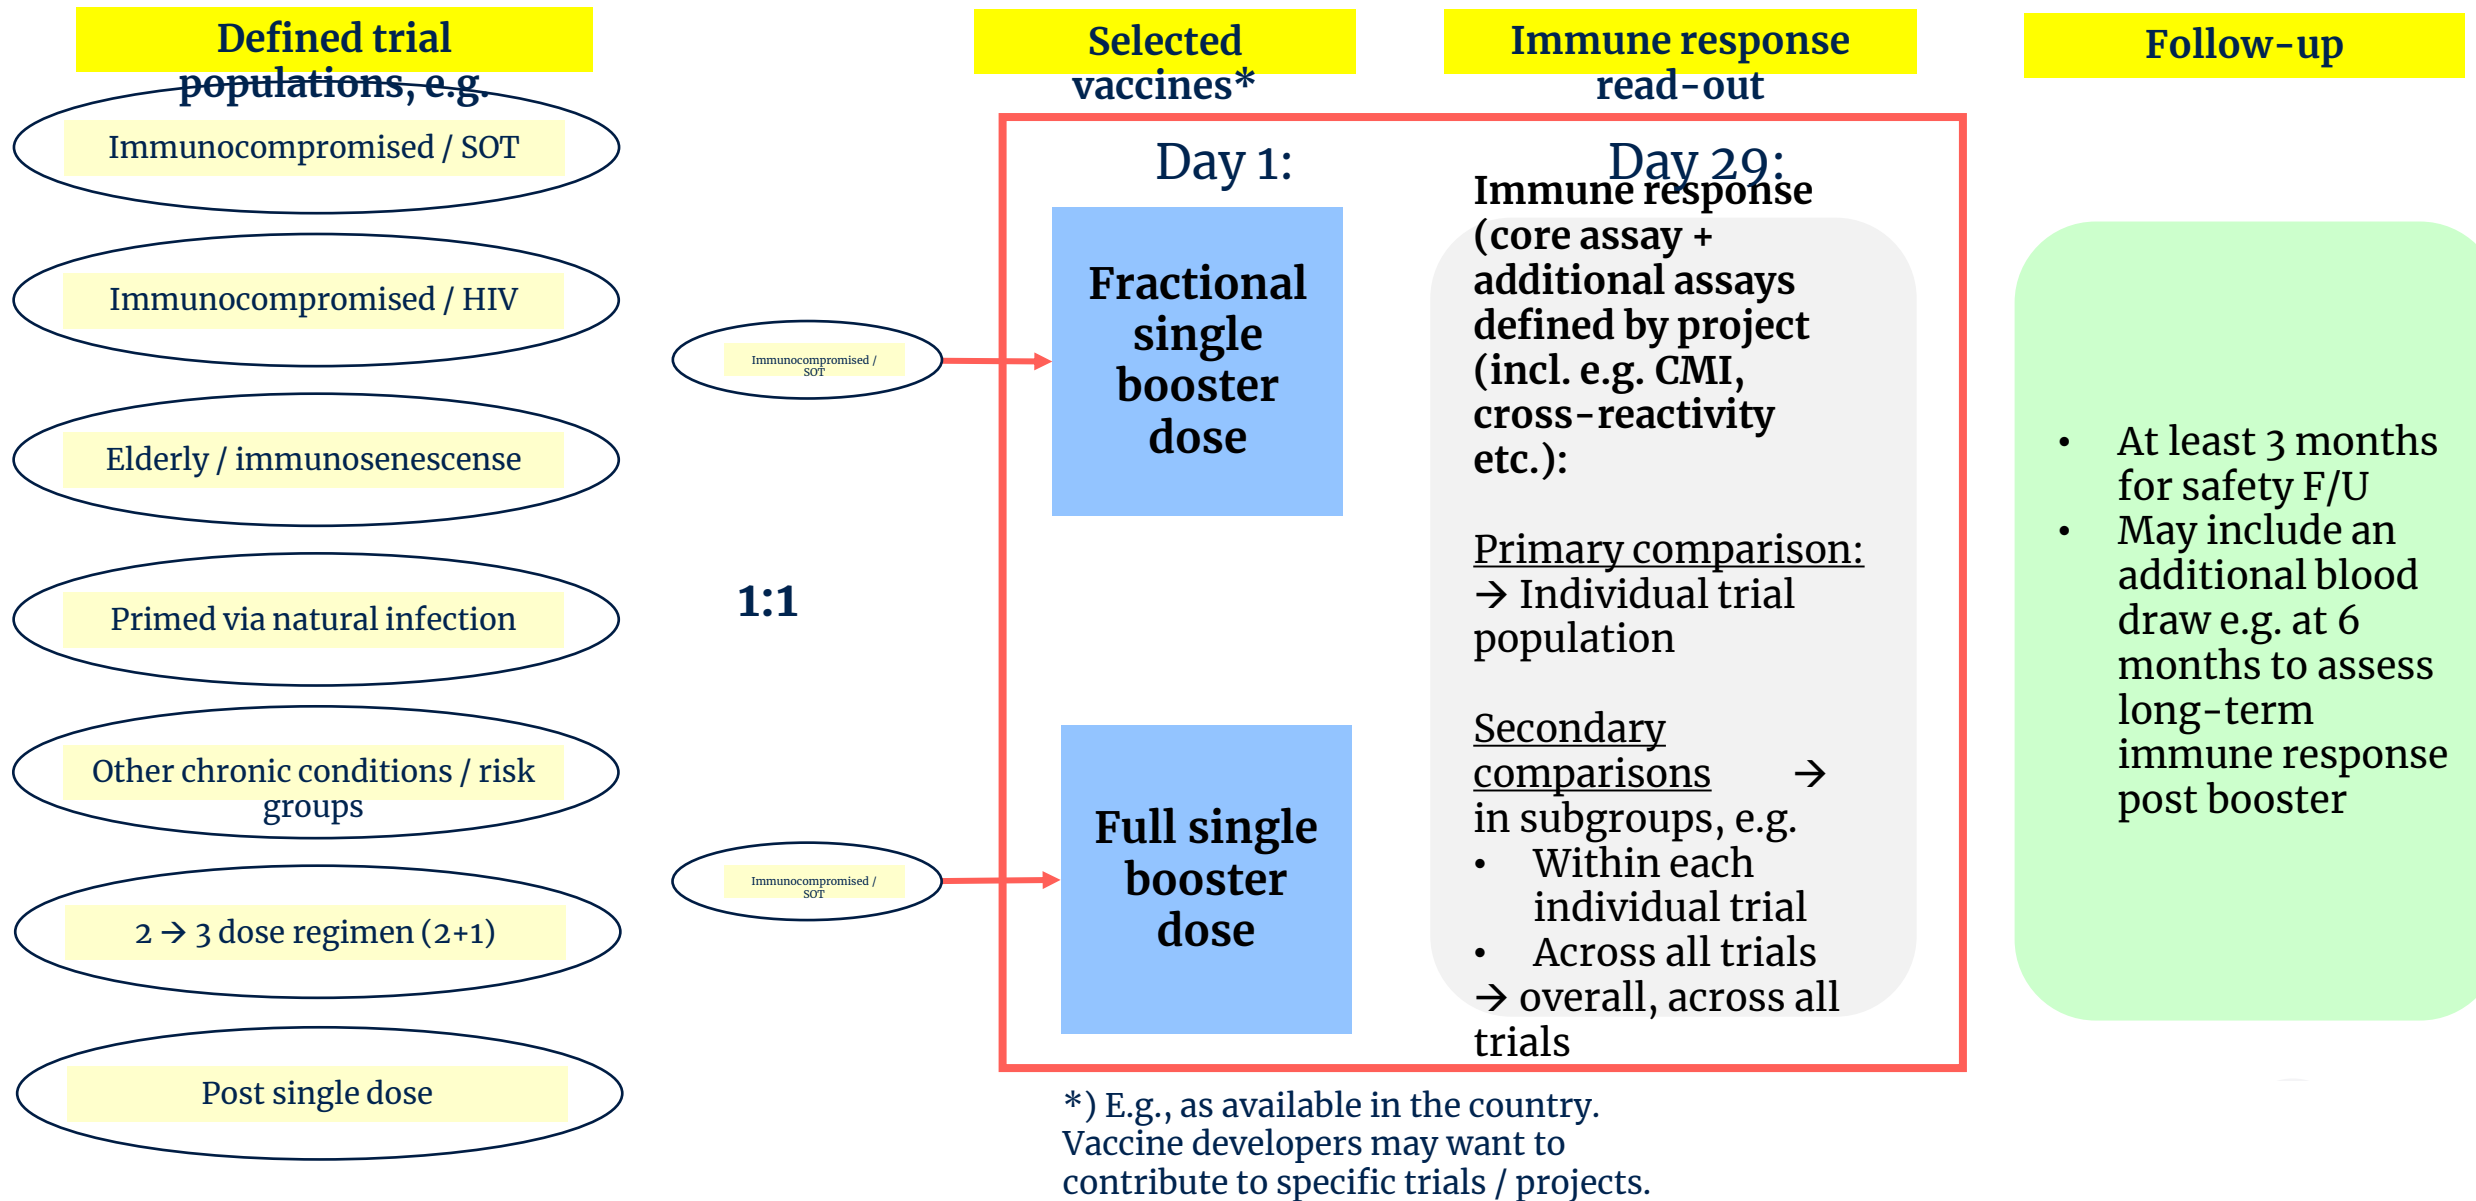 Defined trial
populations, e.g.
Immunocompromised / SOT
Immunocompromised / HIV
Elderly / immunosenescense
Primed via natural infection
Other chronic conditions / risk
groups
2 → 3 dose regimen (2+1)
Post single dose
Immunocompromised /
SOT
1:1
Immunocompromised /
SOT
Selected
vaccines*
Day 1:
Fractional
single
booster
dose
Full single
booster
dose
Immune response
read-out
Day 29:
Immune response
(core assay +
additional assays
defined by project
(incl. e.g. CMI,
cross-reactivity
etc.):
Primary comparison:
→ Individual trial
population
Secondary
comparisons →
in subgroups, e.g.
• Within each
individual trial
• Across all trials
→ overall, across all
trials
*) E.g., as available in the country.
Vaccine developers may want to
contribute to specific trials / projects.
Follow-up
• At least 3 months
for safety F/U
• May include an
additional blood
draw e.g. at 6
months to assess
long-term
immune response
post booster